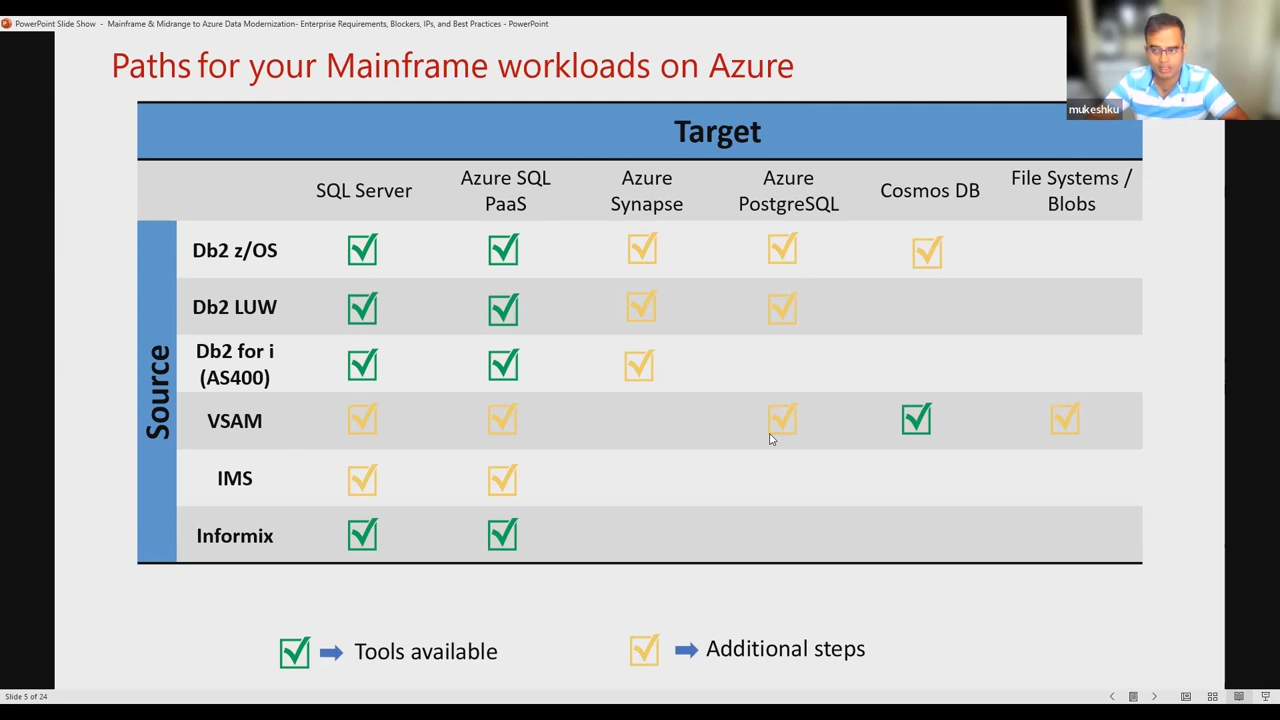 PowerPoint Slide Show - Mainframe & Midrange to Azure Data Modernization- Enterprise Requirements, Blockers, IPs, and Best Practices - PowerPoint
mukeshku
Paths for your Mainframe workloads on Azure
Target
SQL Server
Azure SQL
PaaS
Azure
Synapse
Azure
PostgreSQL
Cosmos DB
File Systems /
Blobs
Source
Db2 z/OS
Db2 LUW
Db2 for i
(AS400)
VSAM
IMS
Informix
Tools available
Additional steps
Slide 5 of 24